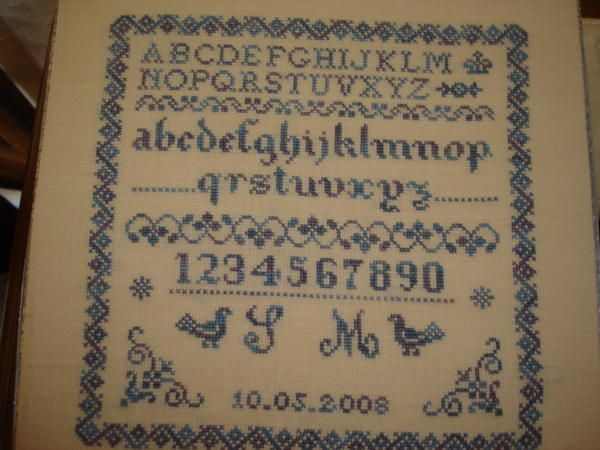 ABCDEFGHIJKLM
NOPQRSTUVXYZ
abcdefghijklmnop
qrstuvxyz
1234567890
S M
10.05.2008